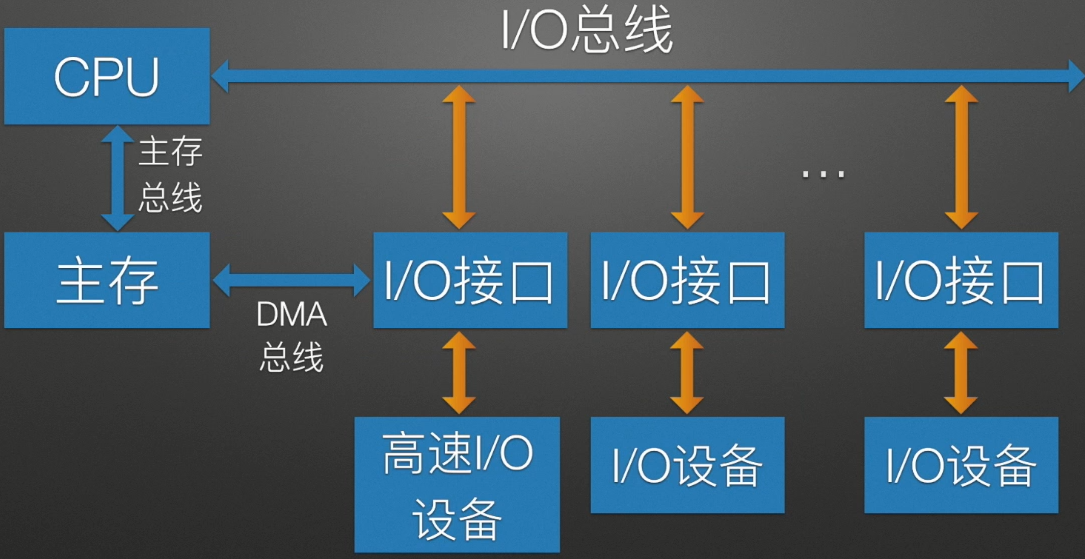 I/O总线
CPU
主存
总线
...
主存
I/O接口
I/O接口
I/O接口
DMA
总线
高速I/O
设备
I/O设备
I/O设备